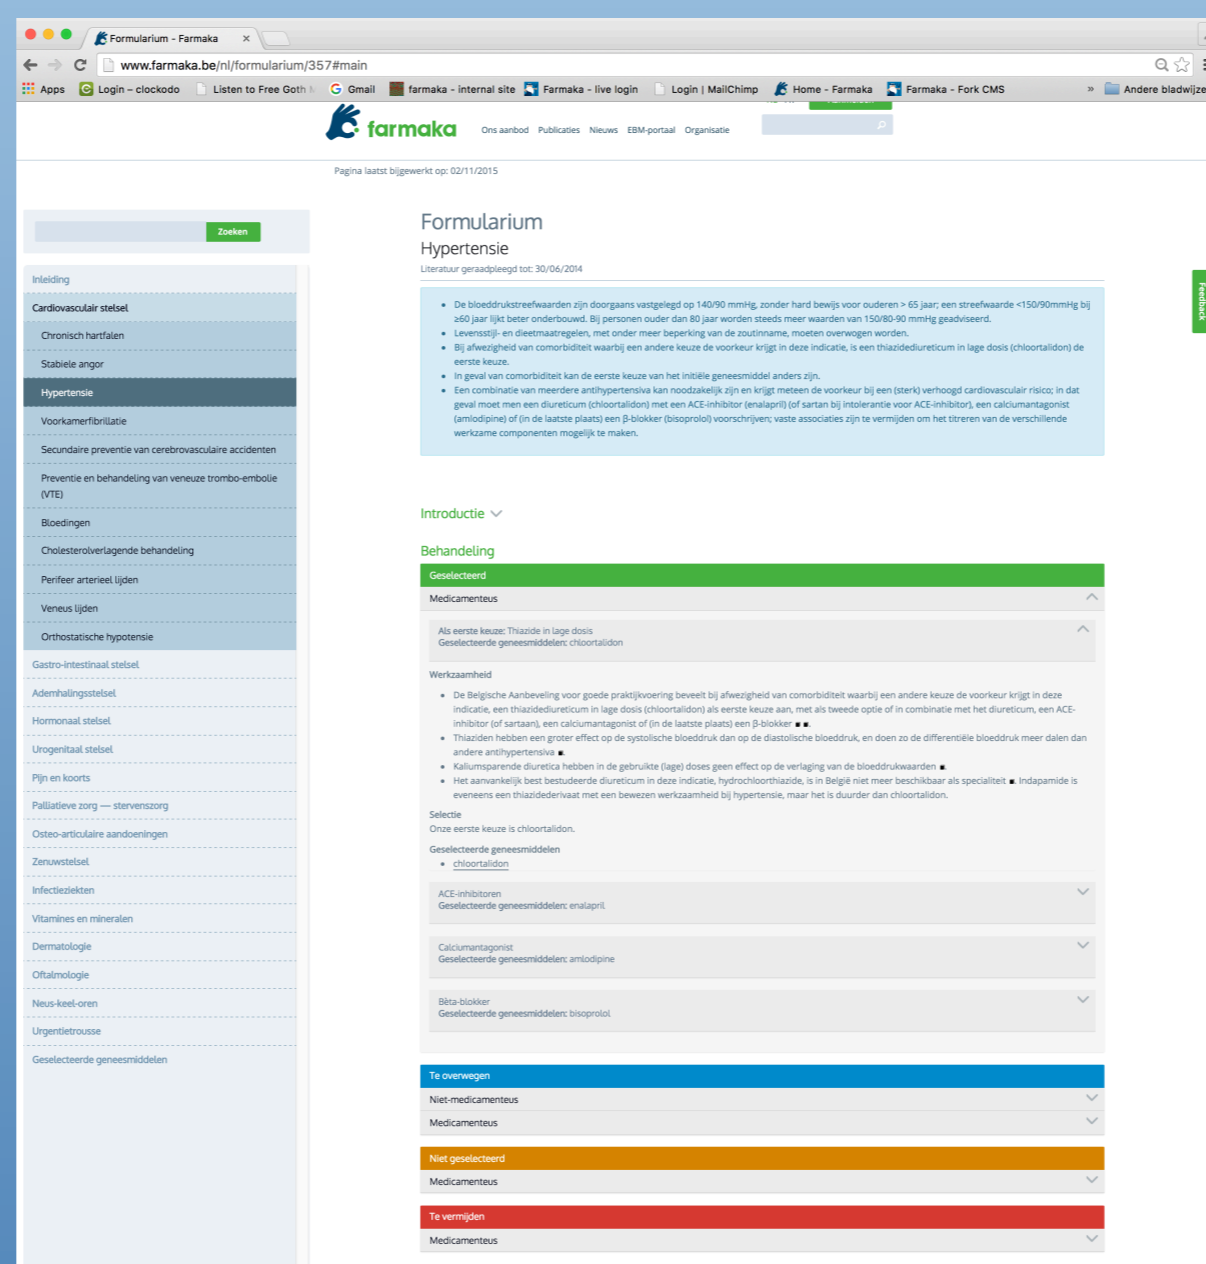 Formularium - Farmaka ×
www.farmaka.be/nl/formularium/357#main
Apps Login – clockodo Listen to Free Goth Gmail farmaka - internal site Farmaka - live login Login | MailChimp Home - Farmaka Farmaka - Fork CMS » Andere bladwijze
farmaka Ons aanbod Publicaties Nieuws EBM-portaal Organisatie
Pagina laatst bijgewerkt op: 02/11/2015
Zoeken
Inleiding
Cardiovasculair stelsel
Chronisch hartfalen
Stabiele angor
Hypertensie
Voorkamerfibrillatie
Secundaire preventie van cerebrovasculaire accidenten
Preventie en behandeling van veneuze trombo-embolie
(VTE)
Bloedingen
Cholesterolverlagende behandeling
Perifeer arterieel lijden
Veneus lijden
Orthostatische hypotensie
Gastro-intestinaal stelsel
Ademhalingsstelsel
Hormonaal stelsel
Urogenitaal stelsel
Pijn en koorts
Palliatieve zorg — stervenszorg
Osteo-articulaire aandoeningen
Zenuwstelsel
Infectieziekten
Vitamines en mineralen
Dermatologie
Oftalmologie
Neus-keel-oren
Urgentietrousse
Geselecteerde geneesmiddelen
Formularium
Hypertensie
Literatuur geraadpleegd tot: 30/06/2014
• De bloeddrukstreefwaarden zijn doorgaans vastgelegd op 140/90 mmHg, zonder hard bewijs voor ouderen > 65 jaar; een streefwaarde <150/90mmHg bij
≥60 jaar lijkt beter onderbouwd. Bij personen ouder dan 80 jaar worden steeds meer waarden van 150/80-90 mmHg geadviseerd.
• Levensstijl- en dieetmaatregelen, met onder meer beperking van de zoutinname, moeten overwogen worden.
• Bij afwezigheid van comorbiditeit waarbij een andere keuze de voorkeur krijgt in deze indicatie, is een thiazidediureticum in lage dosis (chloortalidon) de
eerste keuze.
• In geval van comorbiditeit kan de eerste keuze van het initiële geneesmiddel anders zijn.
• Een combinatie van meerdere antihypertensiva kan noodzakelijk zijn en krijgt meteen de voorkeur bij een (sterk) verhoogd cardiovasculair risico; in dat
geval moet men een diureticum (chloortalidon) met een ACE-inhibitor (enalapril) (of sartan bij intolerantie voor ACE-inhibitor), een calciumantagonist
(amlodipine) of (in de laatste plaats) een β-blokker (bisoprolol) voorschrijven; vaste associaties zijn te vermijden om het titreren van de verschillende
werkzame componenten mogelijk te maken.
Introductie
Behandeling
Geselecteerd
Medicamenteus
Als eerste keuze: Thiazide in lage dosis
Geselecteerde geneesmiddelen: chloortalidon
Werkzaamheid
• De Belgische Aanbeveling voor goede praktijkvoering beveelt bij afwezigheid van comorbiditeit waarbij een andere keuze de voorkeur krijgt in deze
indicatie, een thiazidediureticum in lage dosis (chloortalidon) als eerste keuze aan, met als tweede optie of in combinatie met het diureticum, een ACE-
inhibitor (of sartaan), een calciumantagonist of (in de laatste plaats) een β-blokker.
• Thiaziden hebben een groter effect op de systolische bloeddruk dan op de diastolische bloeddruk, en doen zo de differentiële bloeddruk meer dalen dan
andere antihypertensiva.
• Kaliumsparende diuretica hebben in de gebruikte (lage) doses geen effect op de verlaging van de bloeddrukwaarden.
• Het aanvankelijk best bestudeerde diureticum in deze indicatie, hydrochloorthiazide, is in België niet meer beschikbaar als specialiteit. Indapamide is
eveneens een thiazidederivaat met een bewezen werkzaamheid bij hypertensie, maar het is duurder dan chloortalidon.
Selectie
Onze eerste keuze is chloortalidon.
Geselecteerde geneesmiddelen
• chloortalidon
ACE-inhibitoren
Geselecteerde geneesmiddelen: enalapril
Calciumantagonist
Geselecteerde geneesmiddelen: amlodipine
Bèta-blokker
Geselecteerde geneesmiddelen: bisoprolol
Te overwegen
Niet-medicamenteus
Medicamenteus
Niet geselecteerd
Medicamenteus
Te vermijden
Medicamenteus
Feedback